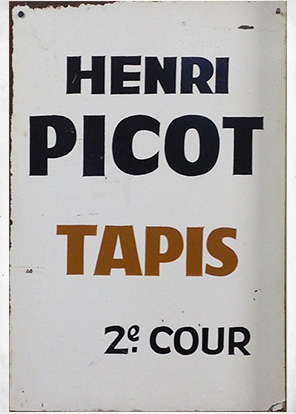 HENRI
PICOT
TAPIS
2e. COUR